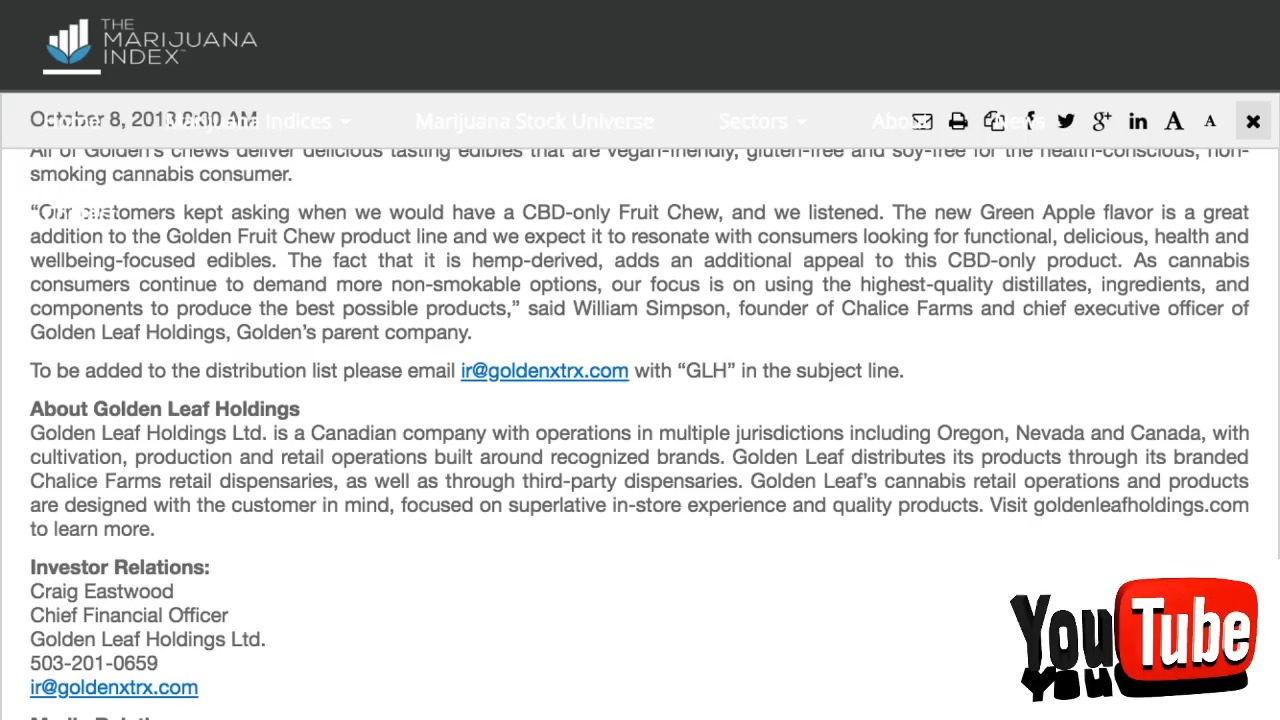 THE
MARIJUANA
INDEX™
October 8, 2018 8:00 AM
Home
Marijuana Indices
Marijuana Stock Universe
Sectors
About
News
All of Golden's chews deliver delicious tasting edibles that are vegan-friendly, gluten-free and soy-free for the health-conscious, non-
smoking cannabis consumer.
“Our customers kept asking when we would have a CBD-only Fruit Chew, and we listened. The new Green Apple flavor is a great
addition to the Golden Fruit Chew product line and we expect it to resonate with consumers looking for functional, delicious, health and
wellbeing-focused edibles. The fact that it is hemp-derived, adds an additional appeal to this CBD-only product. As cannabis
consumers continue to demand more non-smokable options, our focus is on using the highest-quality distillates, ingredients, and
components to produce the best possible products,” said William Simpson, founder of Chalice Farms and chief executive officer of
Golden Leaf Holdings, Golden’s parent company.
To be added to the distribution list please email ir@goldenxtrx.com with “GLH” in the subject line.
About Golden Leaf Holdings
Golden Leaf Holdings Ltd. is a Canadian company with operations in multiple jurisdictions including Oregon, Nevada and Canada, with
cultivation, production and retail operations built around recognized brands. Golden Leaf distributes its products through its branded
Chalice Farms retail dispensaries, as well as through third-party dispensaries. Golden Leaf’s cannabis retail operations and products
are designed with the customer in mind, focused on superlative in-store experience and quality products. Visit goldenleafholdings.com
to learn more.
Investor Relations:
Craig Eastwood
Chief Financial Officer
Golden Leaf Holdings Ltd.
503-201-0659
ir@goldenxtrx.com
YouTube